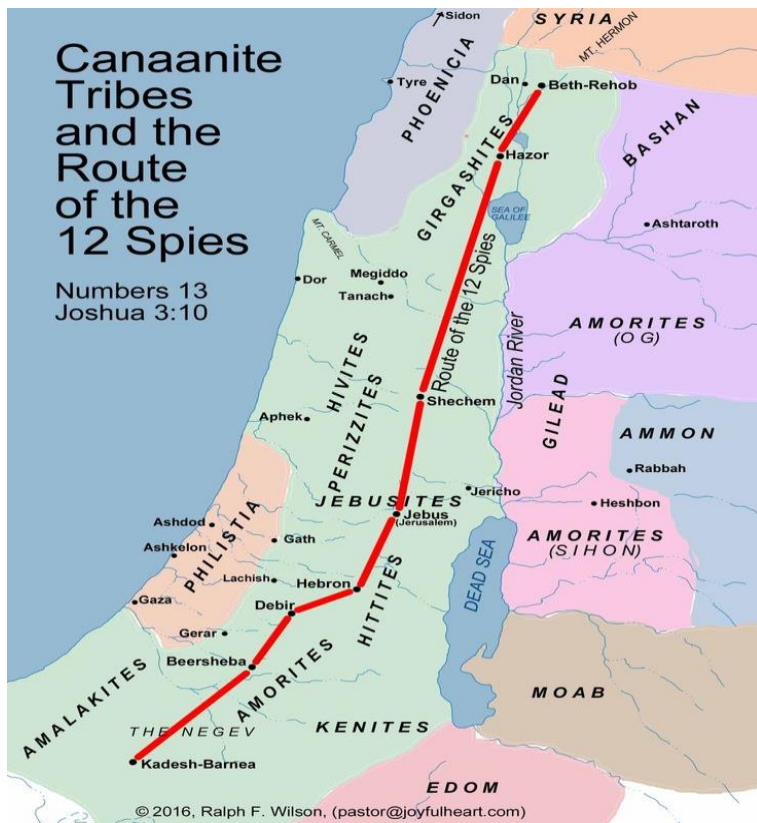 Canaanite
Tribes
and the
Route
of the
12 Spies
Numbers 13
Joshua 3:10
Sidon
SYRIA
MT. HERMON
Tyre
PHOENICIA
Dan
Beth-Rehob
BASHAN
GIRGASHITES
Hazor
SEA OF
GALILEE
Ashtaroth
MT. CARMEL
Dor
Megiddo
Tanach
Route of the 12 Spies
Jordan River
AMORITES
(OG)
HIVITES
PERIZZITES
Shechem
GILEAD
Aphek
AMMON
Rabbah
JEBUSITES
Jericho
Heshbon
Jebus
(Jerusalem)
Ashdod
Ashkelon
PHILISTIA
Gath
AMORITES
(SIHON)
Lachish
Hebron
HITTITES
DEAD SEA
Gaza
Debir
Gerar
Beersheba
AMORITES
AMALAKITES
MOAB
THE NEGEV
KENITES
Kadesh-Barnea
EDOM
© 2016, Ralph F. Wilson, (pastor@joyfulheart.com)